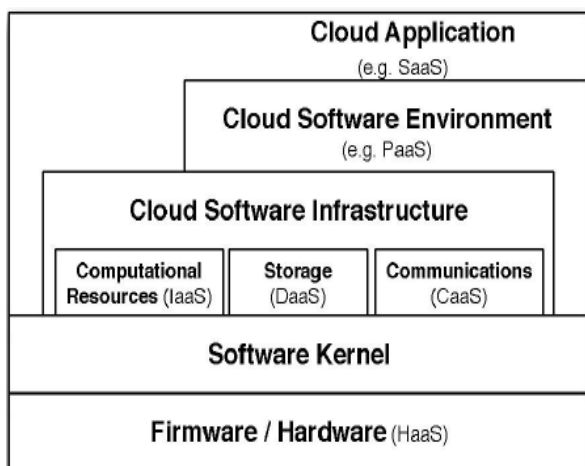 Cloud Application
(e.g. SaaS)
Cloud Software Environment
(e.g. PaaS)
Cloud Software Infrastructure
Computational
Resources (IaaS)
Storage
(DaaS)
Communications
(CaaS)
Software Kernel
Firmware / Hardware (HaaS)